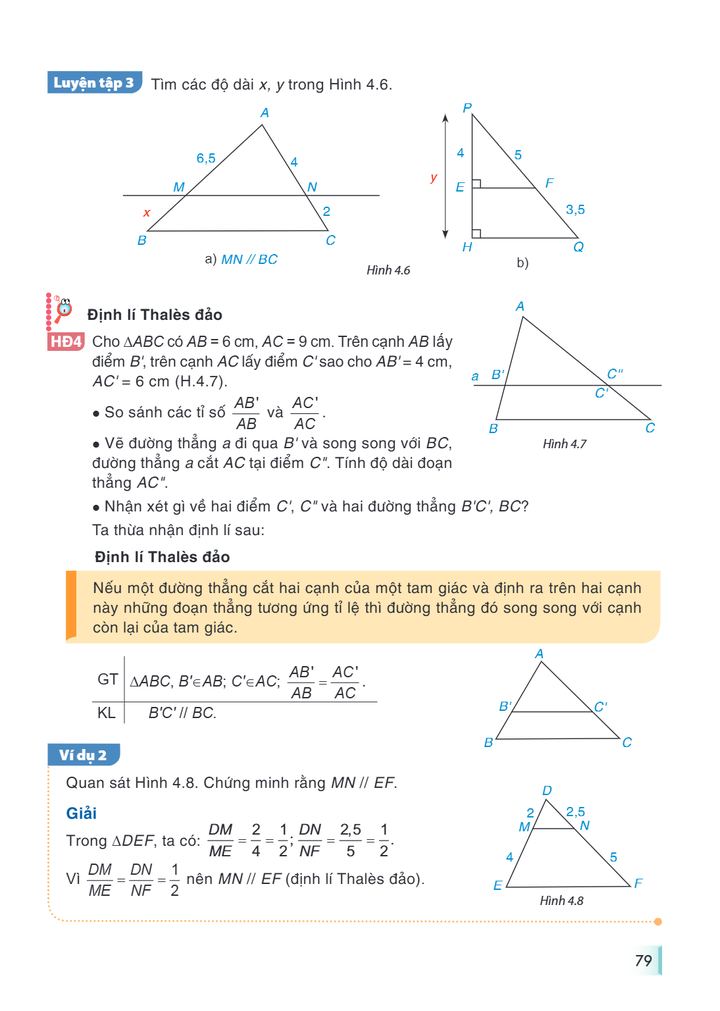 Luyện tập 3 Tìm các độ dài x, y trong Hình 4.6.
A
6,5 4
M N
x 2
B C
a) MN // BC
P
4 5
y E F
3,5
H Q
b)
Hình 4.6
Định lí Thalès đảo
HĐ4 Cho ∆ABC có AB = 6 cm, AC = 9 cm. Trên cạnh AB lấy
điểm B', trên cạnh AC lấy điểm C' sao cho AB' = 4 cm,
AC' = 6 cm (H.4.7).
• So sánh các tỉ số AB'/AB và AC'/AC.
• Vẽ đường thẳng a đi qua B' và song song với BC,
đường thẳng a cắt AC tại điểm C". Tính độ dài đoạn
thẳng AC".
• Nhận xét gì về hai điểm C', C" và hai đường thẳng B'C', BC?
A
a B' C"
C'
B C
Hình 4.7
Ta thừa nhận định lí sau:
Định lí Thalès đảo
Nếu một đường thẳng cắt hai cạnh của một tam giác và định ra trên hai cạnh
này những đoạn thẳng tương ứng tỉ lệ thì đường thẳng đó song song với cạnh
còn lại của tam giác.
GT ∆ABC, B'∈AB; C'∈AC; AB'/AB = AC'/AC.
KL B'C' // BC.
A
B' C'
B C
Ví dụ 2
Quan sát Hình 4.8. Chứng minh rằng MN // EF.
Giải
Trong ∆DEF, ta có: DM/ME = 2/4 = 1/2; DN/NF = 2,5/5 = 1/2.
Vì DM/ME = DN/NF = 1/2 nên MN // EF (định lí Thalès đảo).
D
2 2,5
M N
4 5
E F
Hình 4.8
79